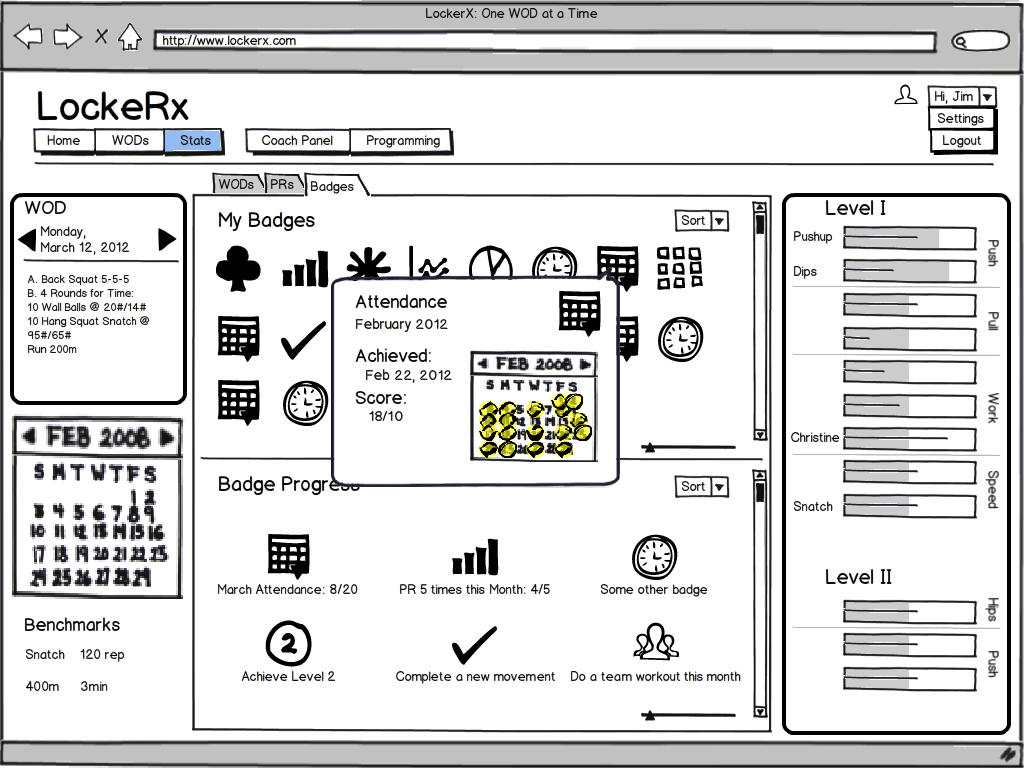 LockerX: One WOD at a Time
http://www.lockerx.com
LockeRx
Hi, Jim
Settings
Logout
Home
WODs
Stats
Coach Panel
Programming
WODs
PRs
Badges
WOD
Monday,
March 12, 2012
A. Back Squat 5-5-5
B. 4 Rounds for Time:
10 Wall Balls @ 20#/14#
10 Hang Squat Snatch @
95#/65#
Run 200m
FEB 2008
S M T W T F S
1 2
3 4 5 6 7 8 9
10 11 12 13 14 15 16
17 18 19 20 21 22 23
24 25 26 27 28 29
Benchmarks
Snatch 120 rep
400m 3min
My Badges
Sort
Attendance
February 2012
Achieved:
Feb 22, 2012
Score:
18/10
FEB 2008
S M T W T F S
Badge Progress
Sort
March Attendance: 8/20
PR 5 times this Month: 4/5
Some other badge
2
Achieve Level 2
Complete a new movement
Do a team workout this month
Level I
Pushup
Dips
Push
Pull
Work
Christine
Speed
Snatch
Level II
Hips
Push